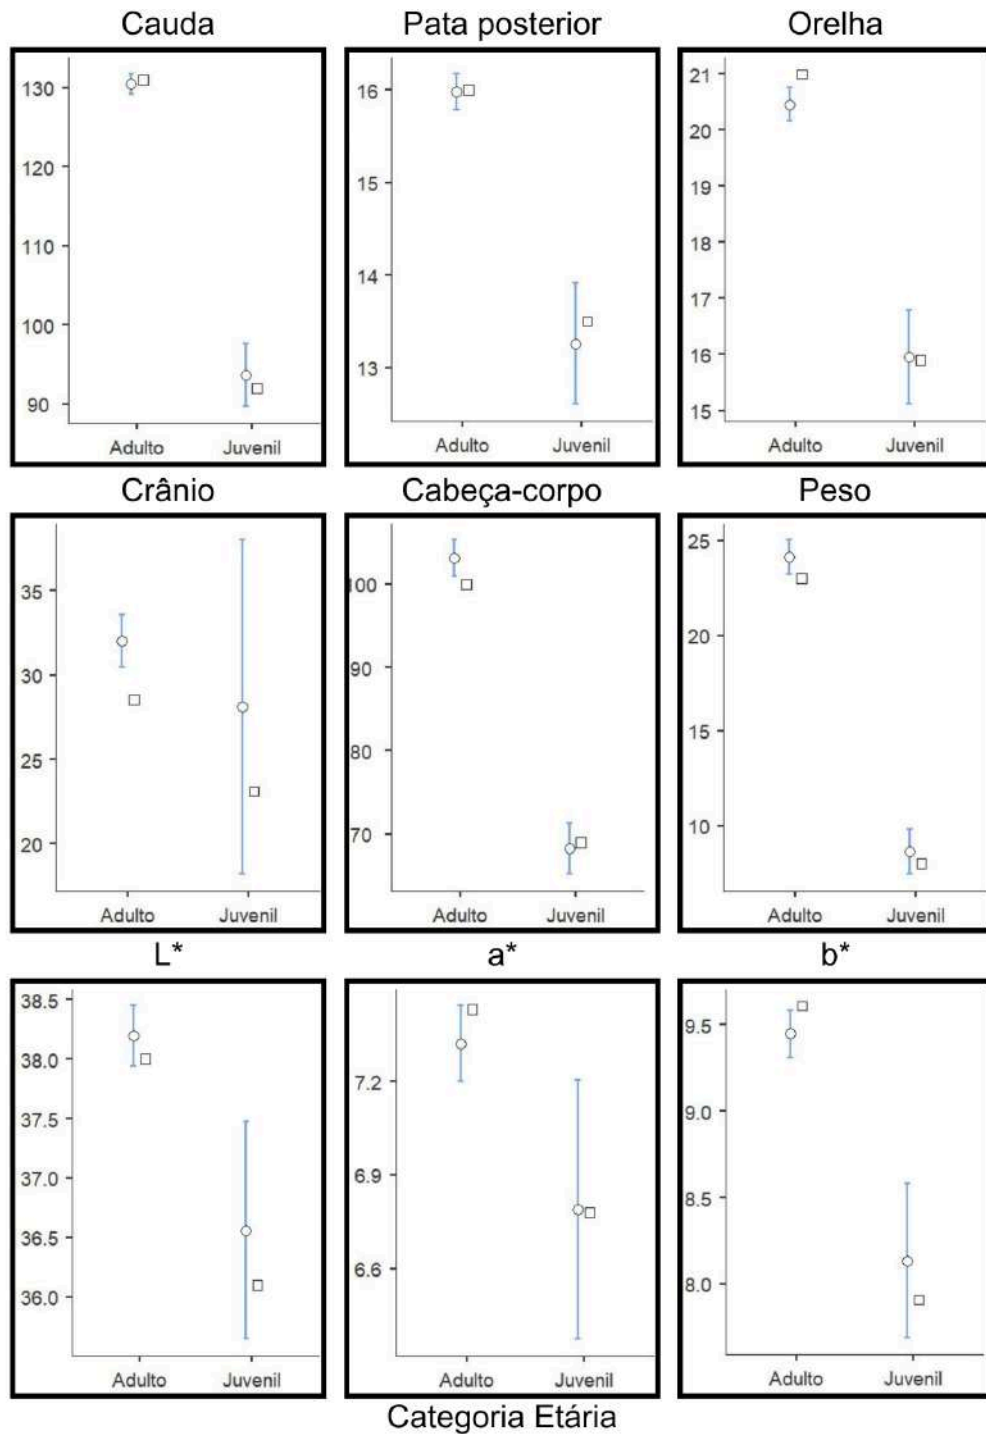 Cauda
Pata posterior
Orelha
130
120
110
100
90
Adulto
Juvenil
16
15
14
13
Adulto
Juvenil
21
20
19
18
17
16
15
Adulto
Juvenil
Crânio
Cabeça-corpo
Peso
35
30
25
20
Adulto
Juvenil
100
90
80
70
Adulto
Juvenil
25
20
15
10
Adulto
Juvenil
L*
a*
b*
38.5
38.0
37.5
37.0
36.5
36.0
Adulto
Juvenil
7.2
6.9
6.6
Adulto
Juvenil
9.5
9.0
8.5
8.0
Adulto
Juvenil
Categoria Etária